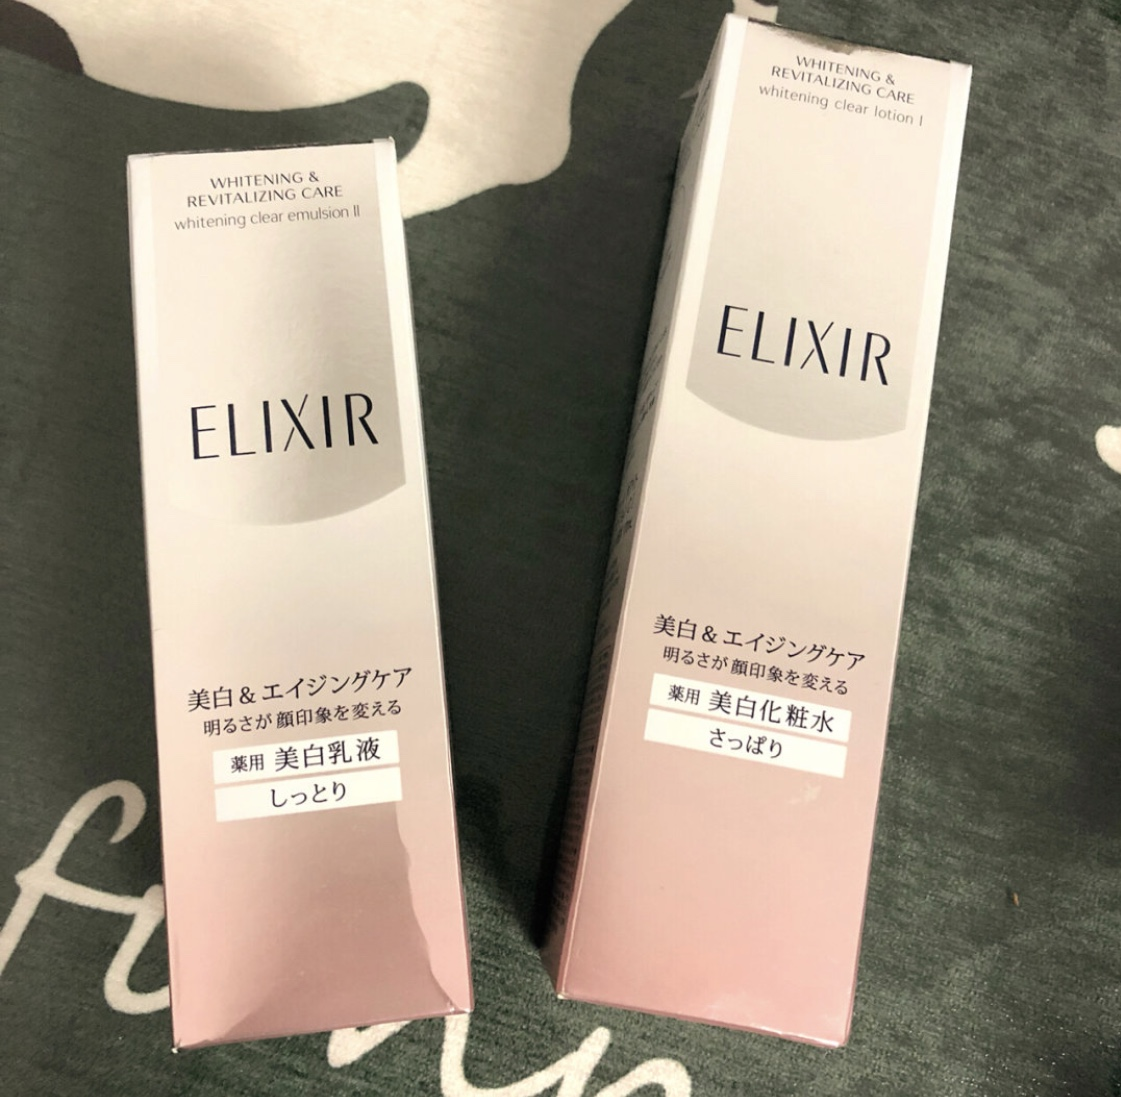 WHITENING &
REVITALIZING CARE
whitening clear emulsion II
ELIXIR
美白&エイジングケア
明るさが 顔印象を変える
薬用 美白乳液
しっとり
WHITENING &
REVITALIZING CARE
whitening clear lotion I
ELIXIR
美白&エイジングケア
明るさが 顔印象を変える
薬用 美白化粧水
さっぱり